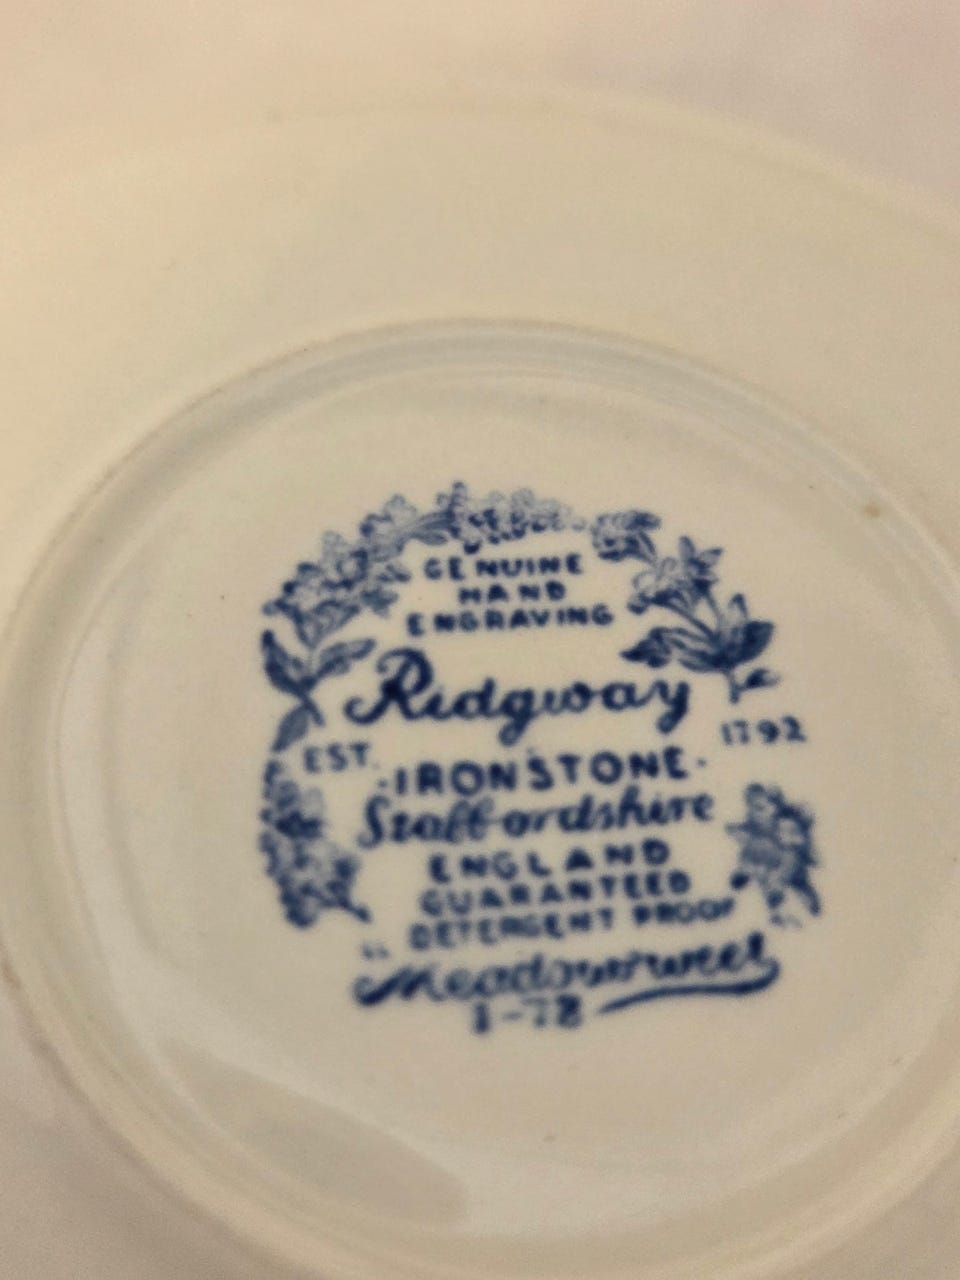 GENUINE
HAND
ENGRAVING
Ridgway
EST. 1792
·IRONSTONE·
Staffordshire
ENGLAND
GUARANTEED
DETERGENT PROOF
"Meadowsweet"